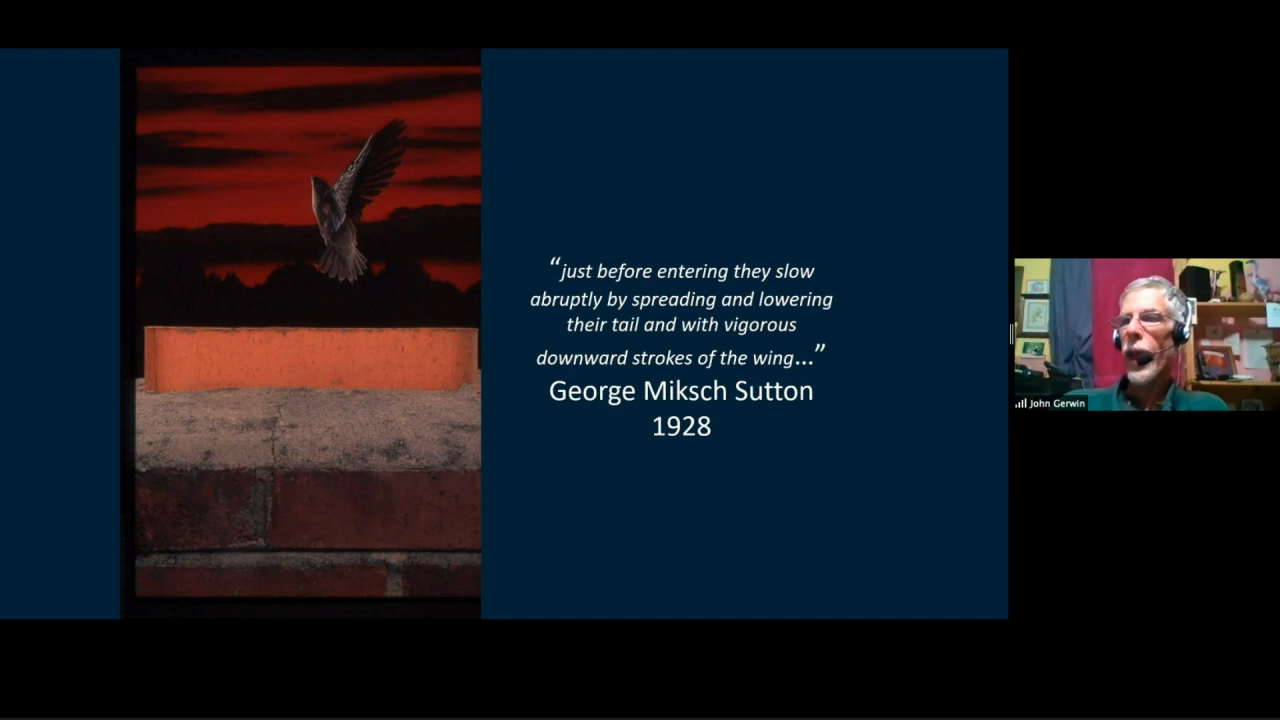 “just before entering they slow
abruptly by spreading and lowering
their tail and with vigorous
downward strokes of the wing...”
George Miksch Sutton
1928
John Gerwin